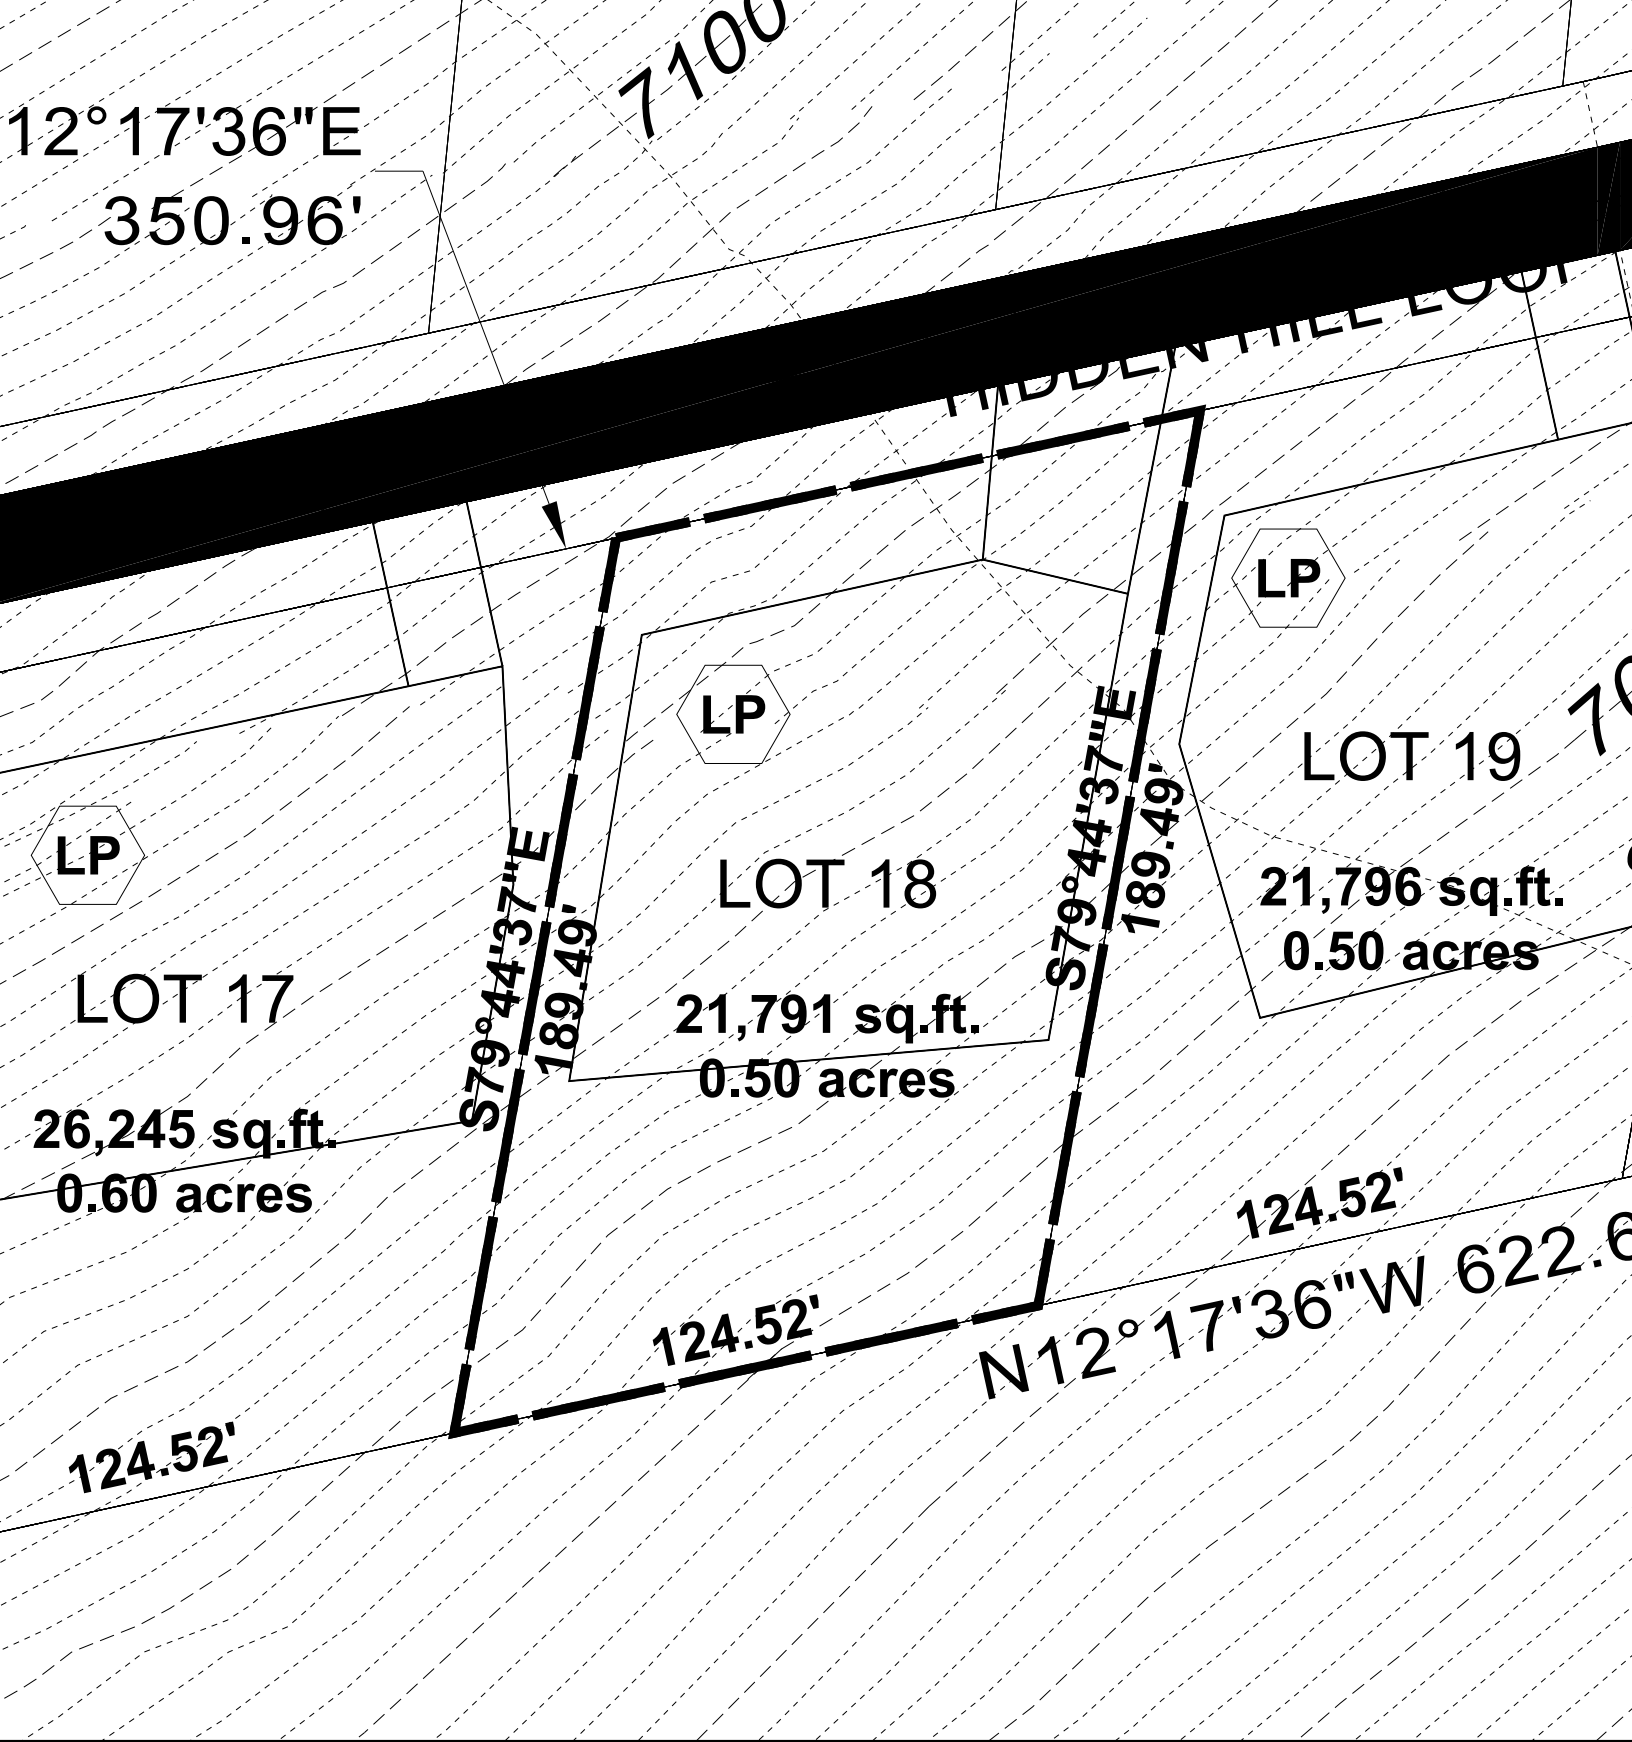 7100
12°17'36"E
350.96'
HIDDEN HILL LOOP
LP
LP
LP
LOT 19
21,796 sq.ft.
0.50 acres
LOT 18
21,791 sq.ft.
0.50 acres
LOT 17
26,245 sq.ft.
0.60 acres
S79°44'37"E
189.49'
S79°44'37"E
189.49'
124.52'
124.52'
124.52'
N12°17'36"W 622.6